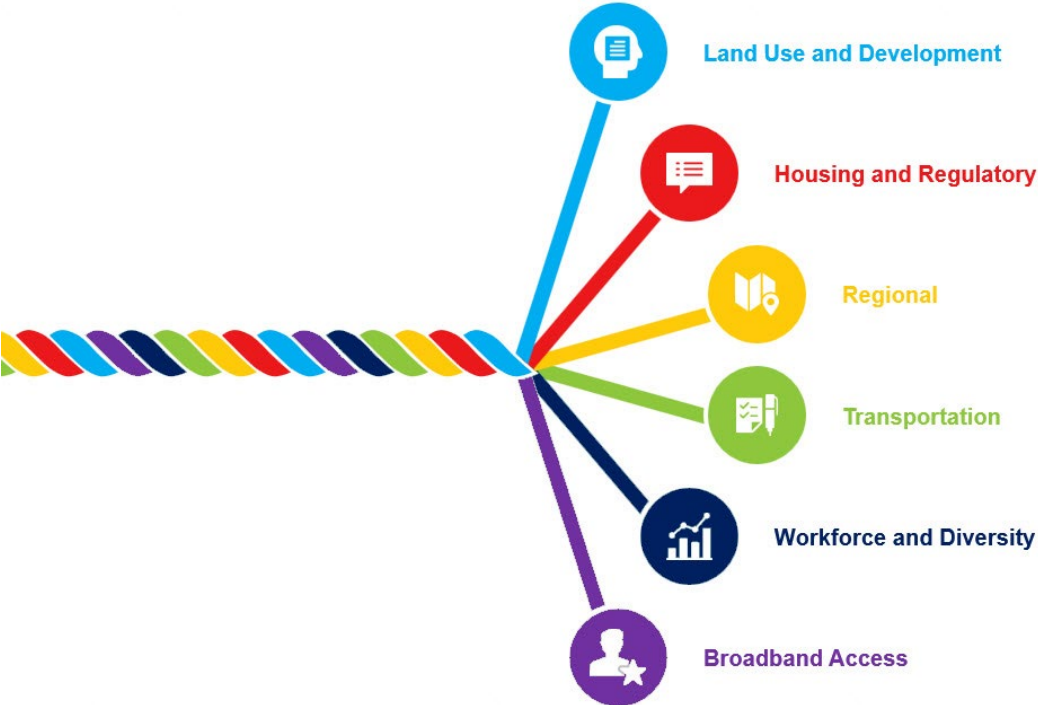 Land Use and Development
Housing and Regulatory
Regional
Transportation
Workforce and Diversity
Broadband Access